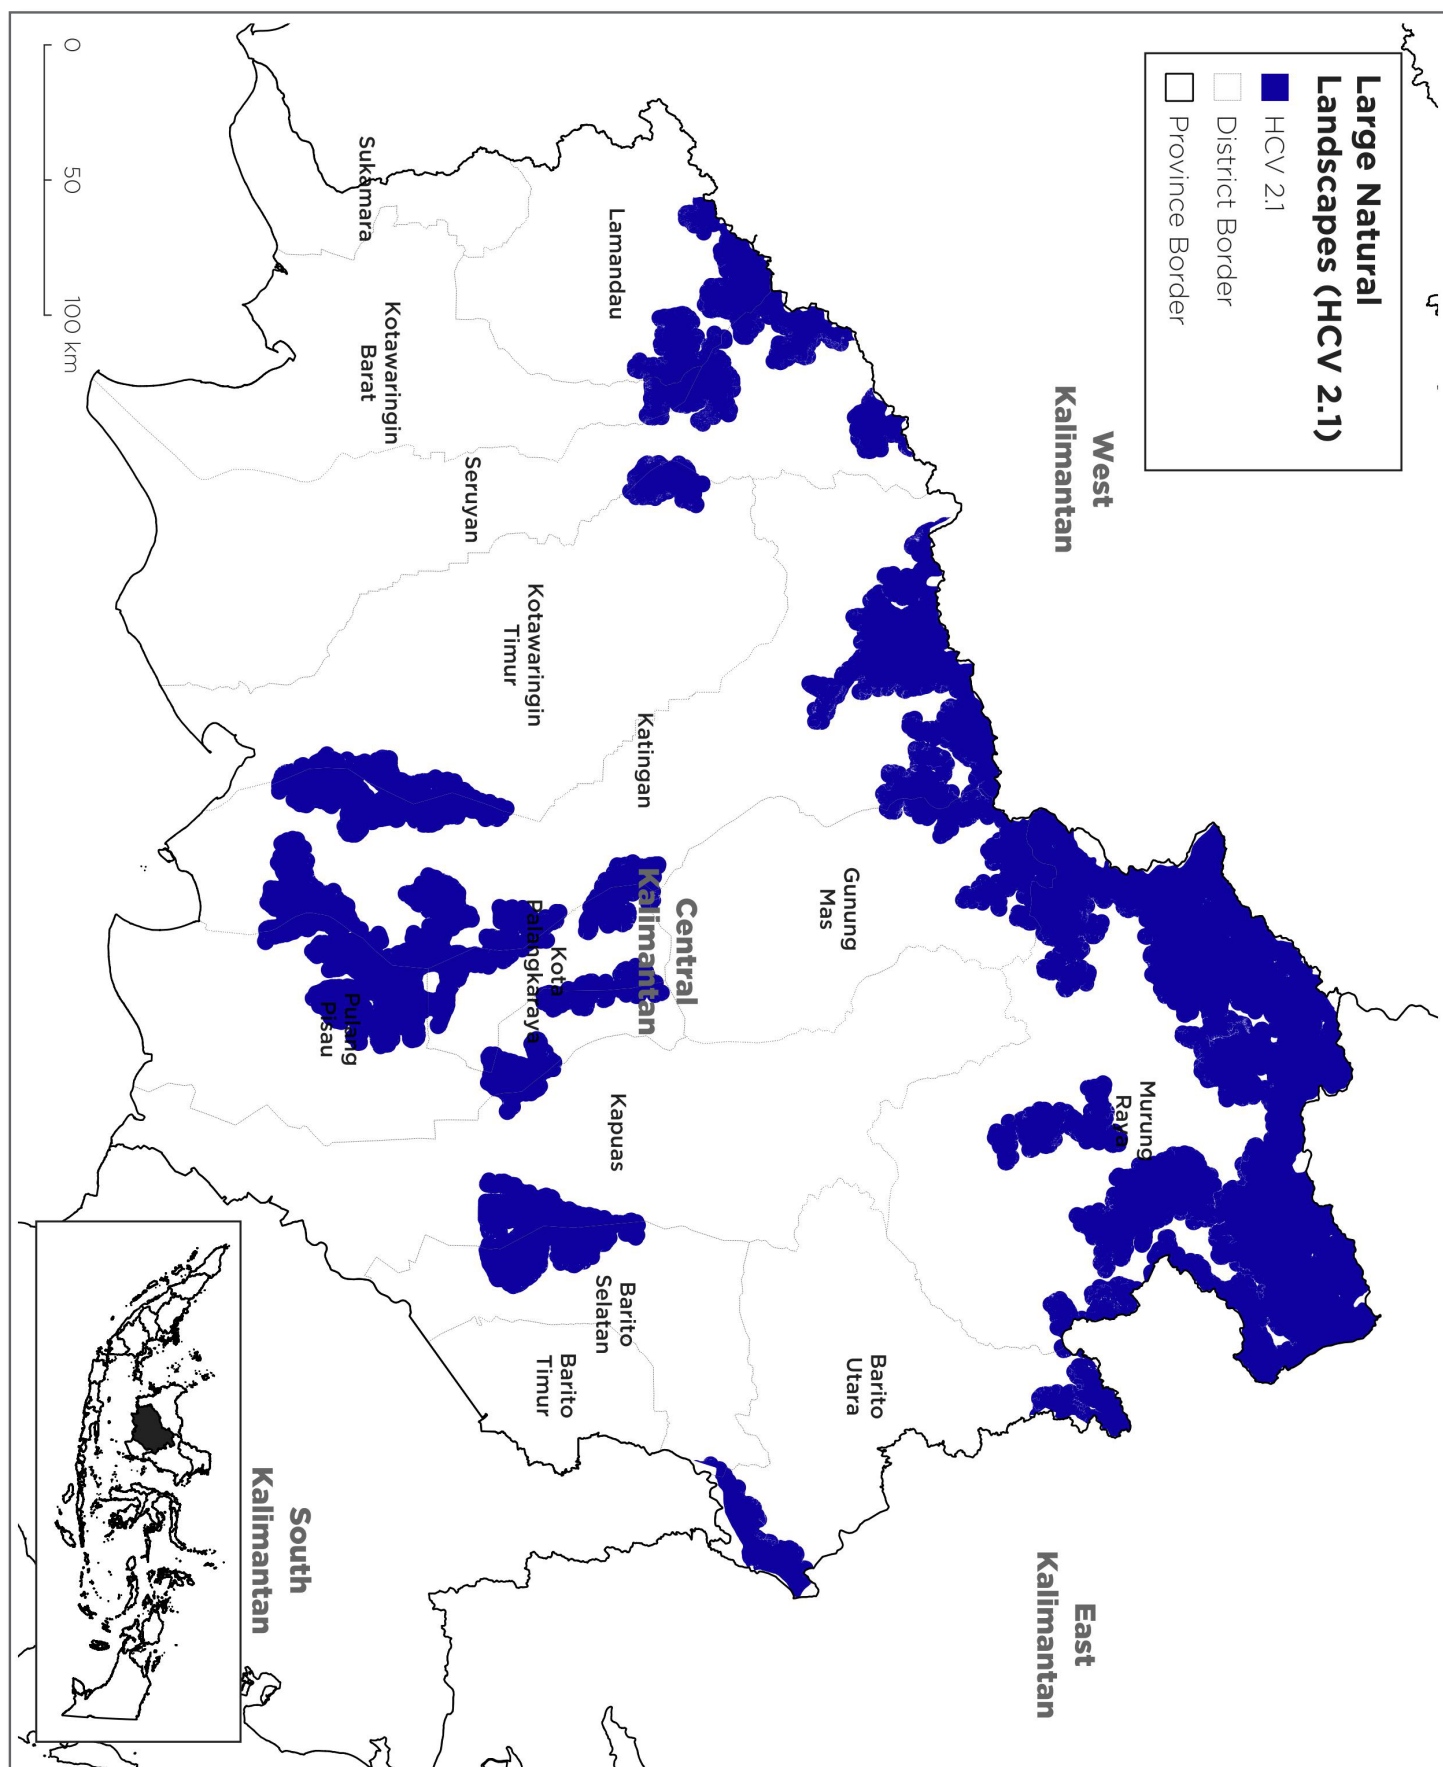 Large Natural
Landscapes (HCV 2.1)
HCV 2.1
District Border
Province Border
West
Kalimantan
East
Kalimantan
Murung
Raya
Gunung
Mas
Barito
Utara
Central
Kalimantan
Lamandau
Katingan
Kapuas
Barito
Selatan
Kotawaringin
Timur
Kota
Palangkaraya
Barito
Timur
Seruyan
Sukamara
Kotawaringin
Barat
Pulang
Pisau
South
Kalimantan
0 50 100 km